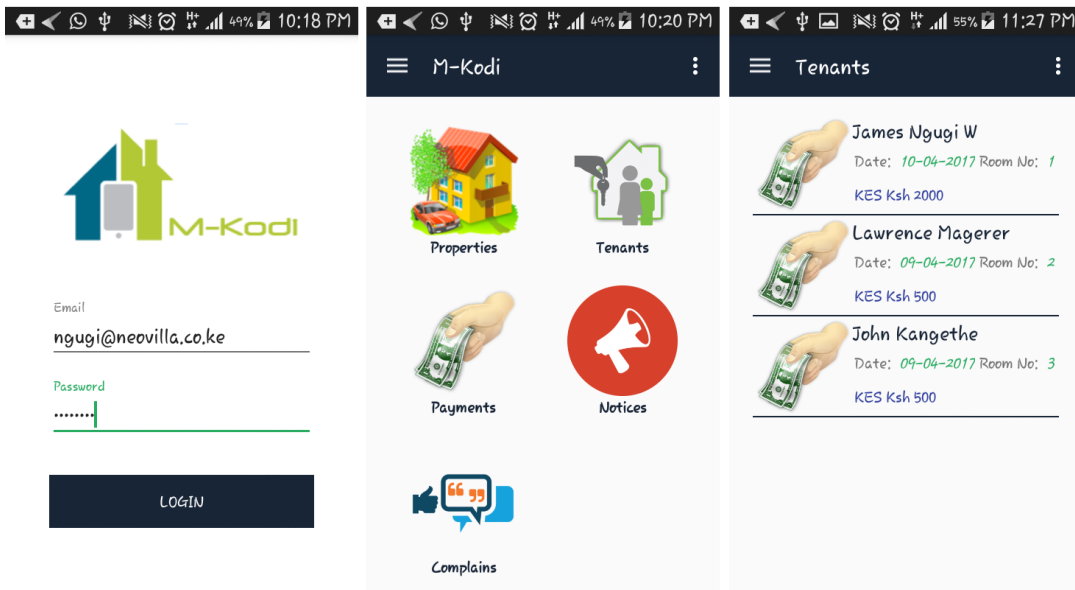 49% 10:18 PM
M-Kodi
Email
ngugi@neovilla.co.ke
Password
LOGIN
49% 10:20 PM
M-Kodi
Properties
Tenants
Payments
Notices
Complains
55% 11:27 PM
Tenants
James Ngugi W
Date: 10-04-2017 Room No: 1
KES Ksh 2000
Lawrence Magerer
Date: 09-04-2017 Room No: 2
KES Ksh 500
John Kangethe
Date: 09-04-2017 Room No: 3
KES Ksh 500